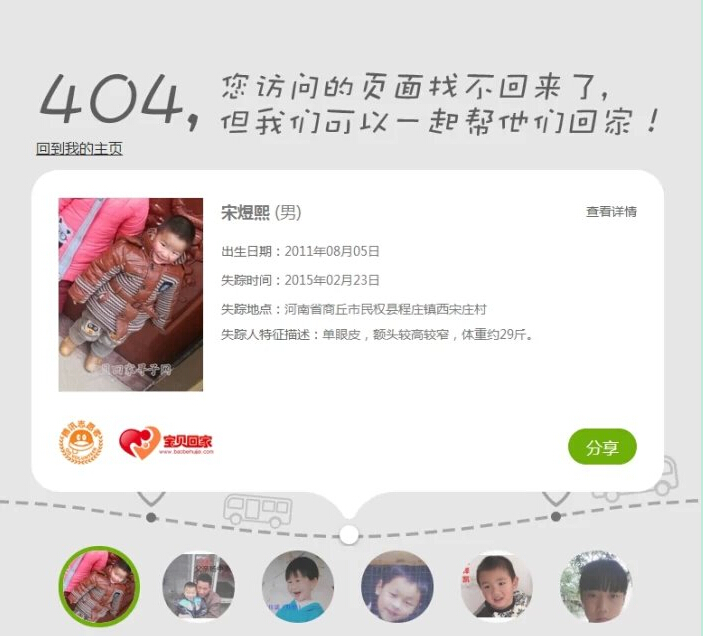 404,
您访问的页面找不回来了,
但我们可以一起帮他们回家!
回到我的主页
宋煜熙 (男)
查看详情
出生日期：2011年08月05日
失踪时间：2015年02月23日
失踪地点：河南省商丘市民权县程庄镇西宋庄村
失踪人特征描述：单眼皮，额头较高较窄，体重约29斤。
宝贝回家寻子网
腾讯志愿者
宝贝回家
www.baobeihuijia.com
分享